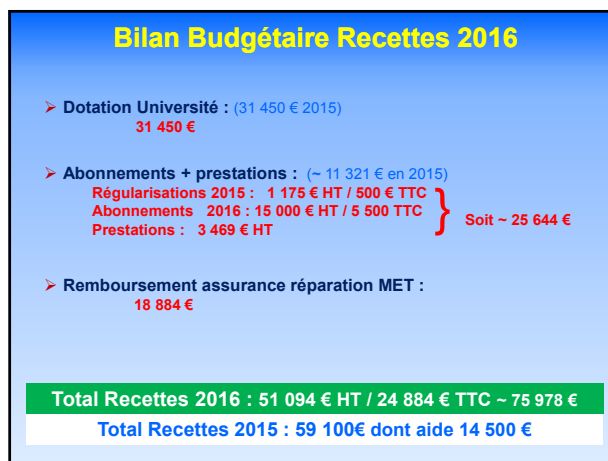 Bilan Budgétaire Recettes 2016
➢ Dotation Université : (31 450 € 2015)
31 450 €
➢ Abonnements + prestations : (~ 11 321 € en 2015)
Régularisations 2015 : 1 175 € HT / 500 € TTC
Abonnements 2016 : 15 000 € HT / 5 500 TTC
Prestations : 3 469 € HT
} Soit ~ 25 644 €
➢ Remboursement assurance réparation MET :
18 884 €
Total Recettes 2016 : 51 094 € HT / 24 884 € TTC ~ 75 978 €
Total Recettes 2015 : 59 100€ dont aide 14 500 €